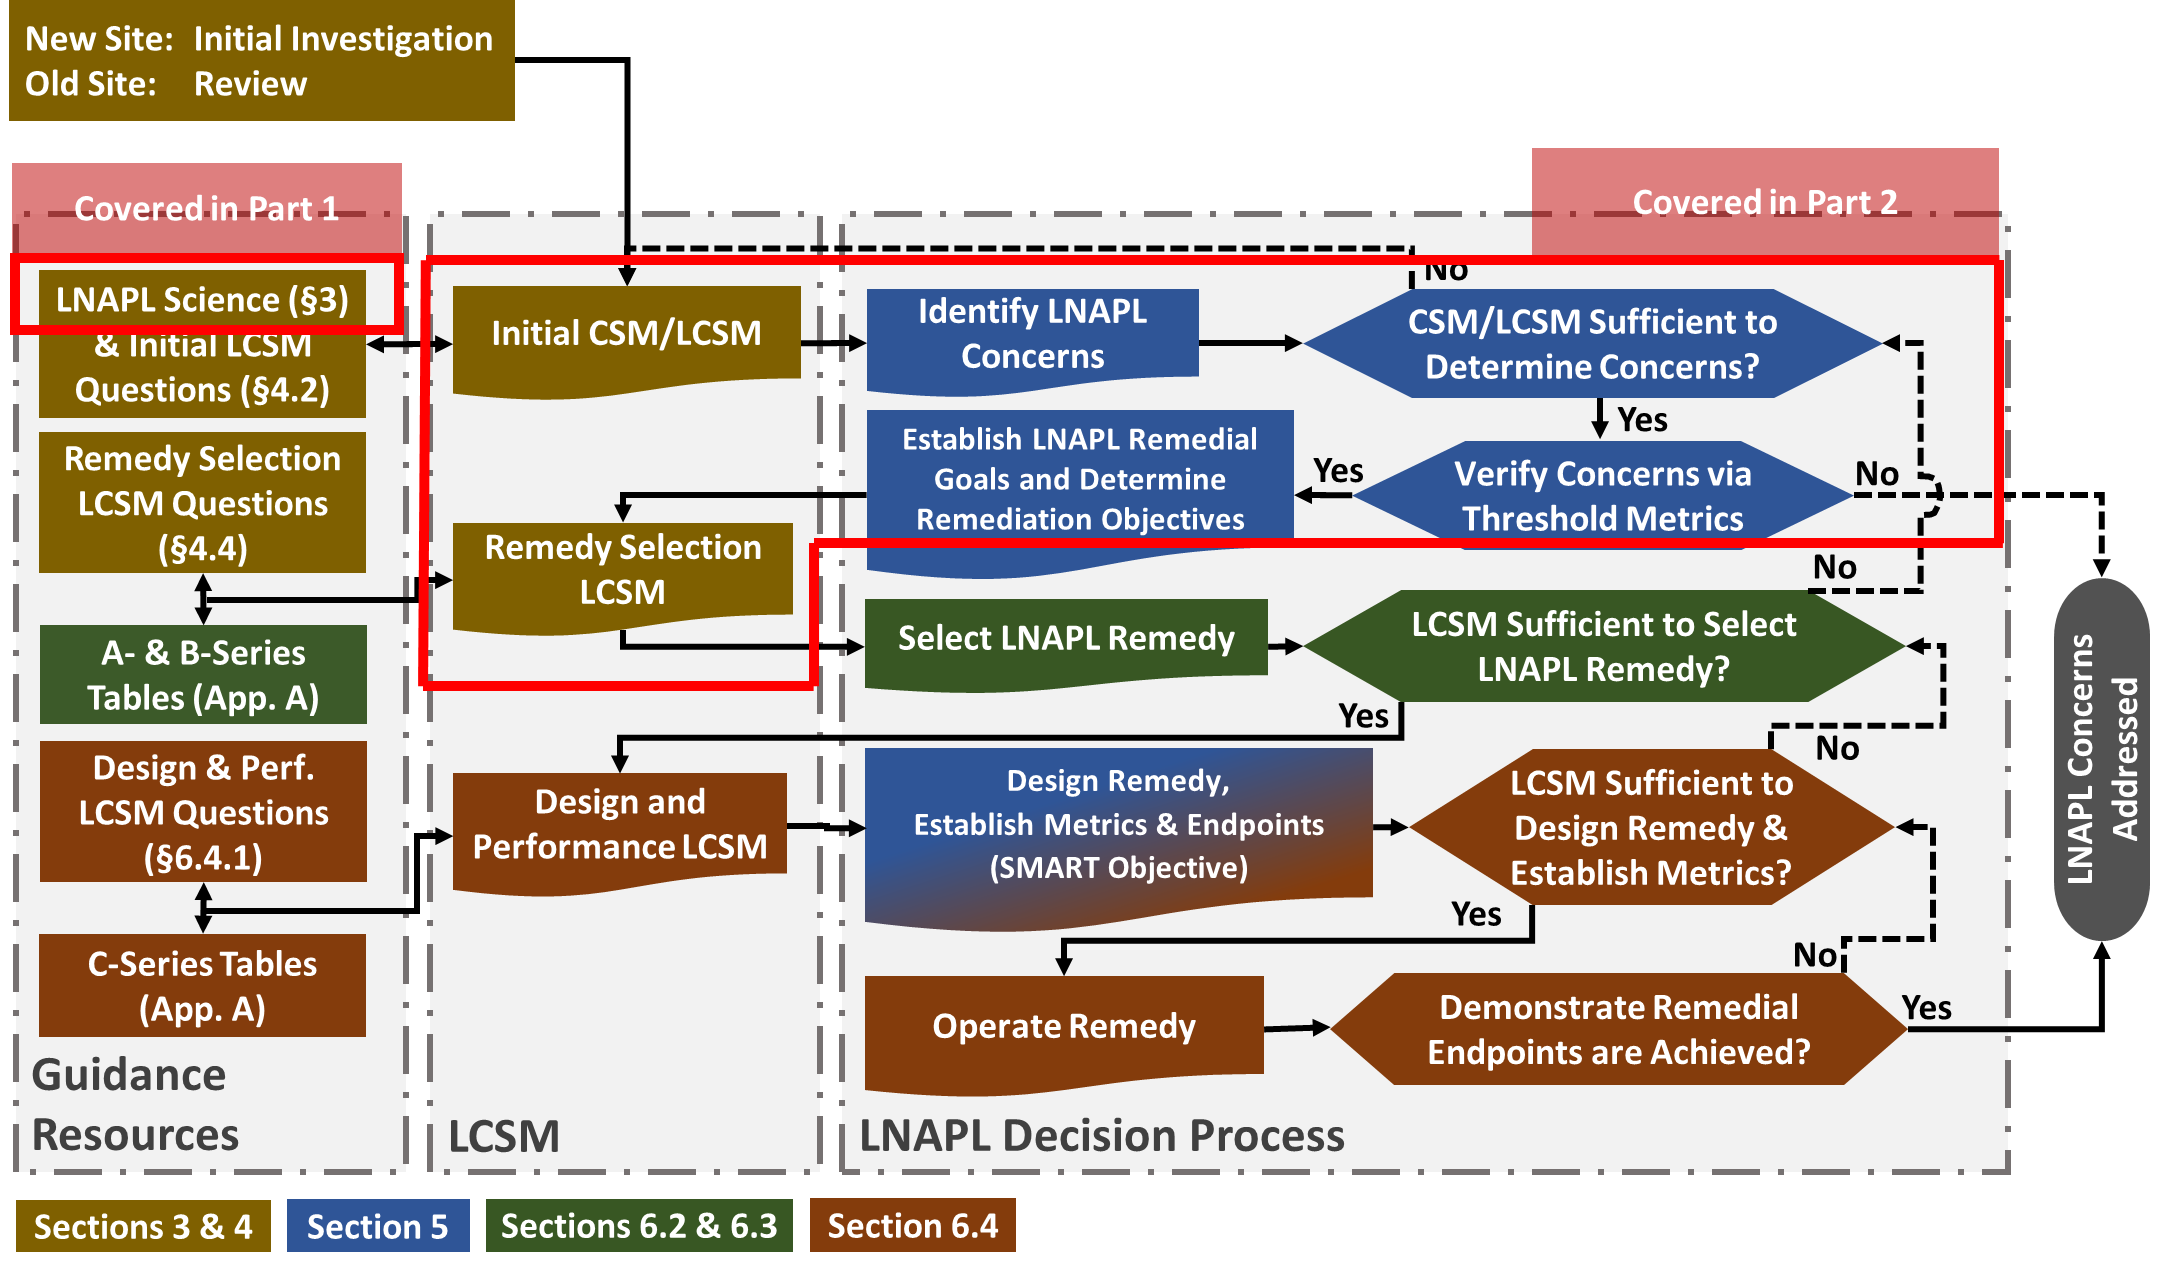 New Site: Initial Investigation
Old Site: Review
Covered in Part 1
Covered in Part 2
LNAPL Science (§3)
& Initial LCSM
Questions (§4.2)
Remedy Selection
LCSM Questions
(§4.4)
A- & B-Series
Tables (App. A)
Design & Perf.
LCSM Questions
(§6.4.1)
C-Series Tables
(App. A)
Guidance
Resources
Initial CSM/LCSM
Remedy Selection
LCSM
Design and
Performance LCSM
LCSM
Identify LNAPL
Concerns
No
CSM/LCSM Sufficient to
Determine Concerns?
Yes
Establish LNAPL Remedial
Goals and Determine
Remediation Objectives
Yes
Verify Concerns via
Threshold Metrics
No
No
Select LNAPL Remedy
LCSM Sufficient to Select
LNAPL Remedy?
Yes
No
Design Remedy,
Establish Metrics & Endpoints
(SMART Objective)
LCSM Sufficient to
Design Remedy &
Establish Metrics?
Yes
No
Operate Remedy
Demonstrate Remedial
Endpoints are Achieved?
Yes
LNAPL Concerns
Addressed
LNAPL Decision Process
Sections 3 & 4
Section 5
Sections 6.2 & 6.3
Section 6.4